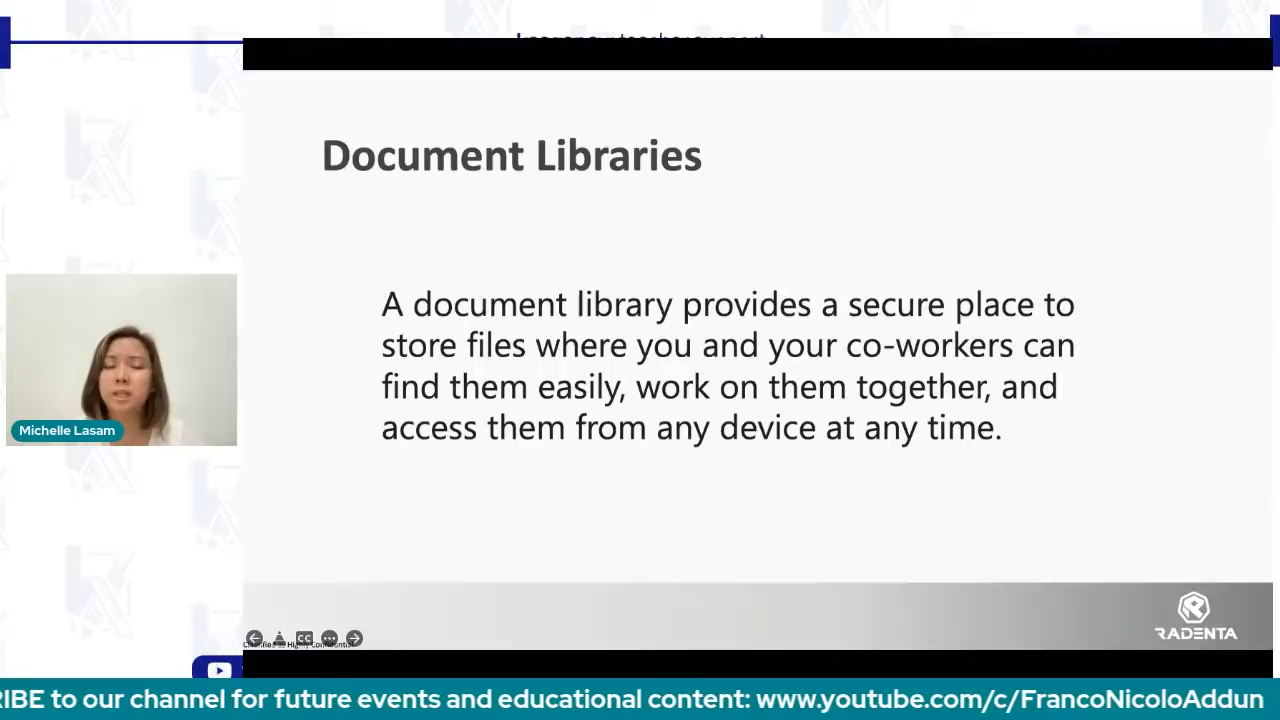 Document Libraries
A document library provides a secure place to
store files where you and your co-workers can
find them easily, work on them together, and
access them from any device at any time.
Michelle Lasam
RADENTA
CC
RIBE to our channel for future events and educational content: www.youtube.com/c/FrancoNicoloAddun